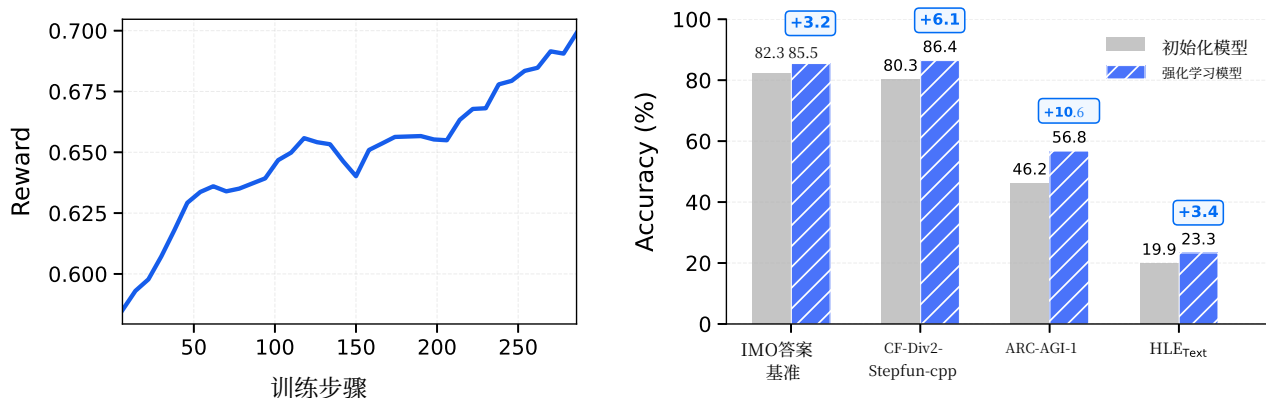 0.700
0.675
0.650
0.625
0.600
Reward
50 100 150 200 250
训练步骤
100
80
60
40
20
0
Accuracy (%)
+3.2
82.3 85.5
+6.1
80.3 86.4
+10.6
46.2 56.8
+3.4
19.9 23.3
初始化模型
强化学习模型
IMO答案
基准
CF-Div2-
Stepfun-cpp
ARC-AGI-1
HLEText